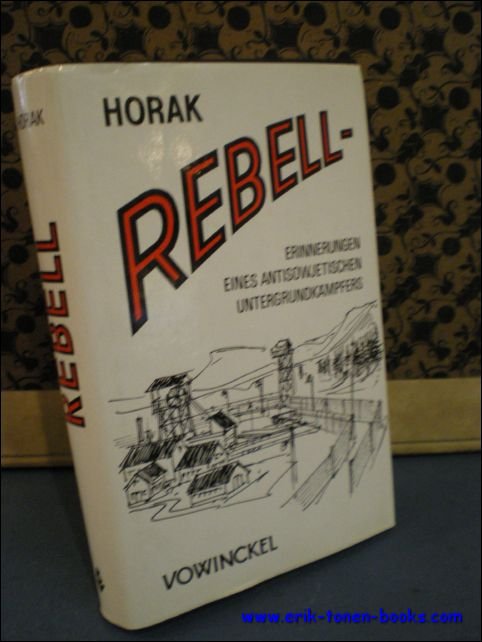 HORAK
REBELL-
ERINNERUNGEN
EINES ANTISOWJETISCHEN
UNTERGRUNDKÄMPFERS
VOWINCKEL
HORAK
REBELL
www.erik-tonen-books.com